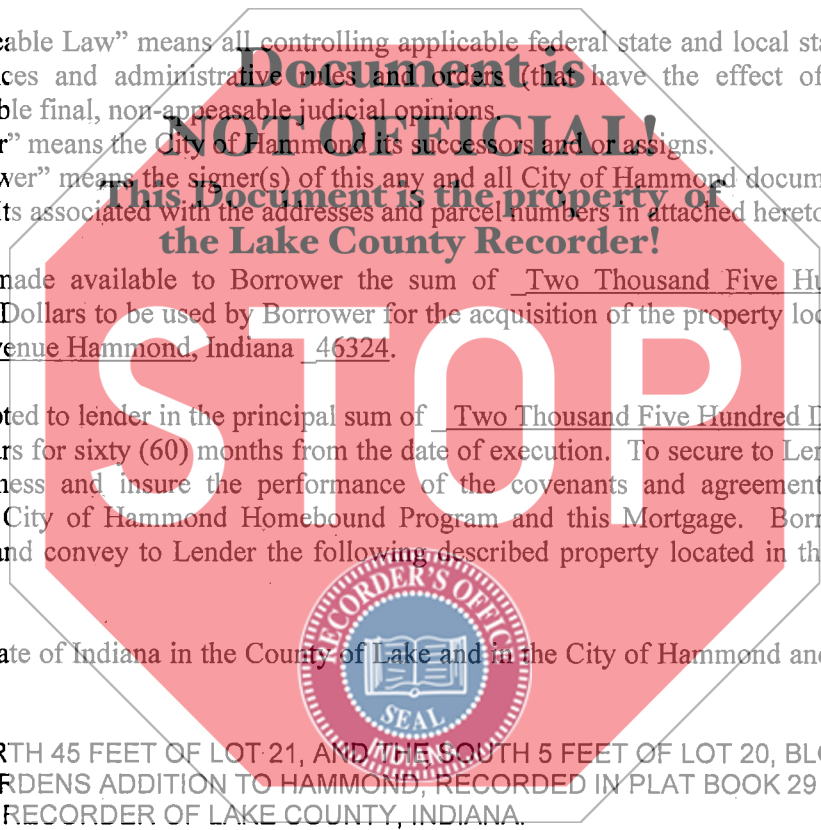 cable Law” means all controlling applicable federal state and local sta
ces and administrative rules and orders (that have the effect of
ble final, non-appeasable judicial opinions.
r” means the City of Hammond its successors and or assigns.
wer” means the signer(s) of this any and all City of Hammond docum
ts associated with the addresses and parcel numbers in attached hereto
Document is
NOT OFFICIAL!
This Document is the property of
the Lake County Recorder!
made available to Borrower the sum of _Two Thousand Five Hu
Dollars to be used by Borrower for the acquisition of the property loc
venue Hammond, Indiana _46324.
STOP
oted to lender in the principal sum of _ Two Thousand Five Hundred D
rs for sixty (60) months from the date of execution. To secure to Len
ness and insure the performance of the covenants and agreement
City of Hammond Homebound Program and this Mortgage. Borr
and convey to Lender the following described property located in th
RECORDER'S OFFICE
SEAL
ate of Indiana in the County of Lake and in the City of Hammond and
RTH 45 FEET OF LOT 21, AND THE SOUTH 5 FEET OF LOT 20, BLO
RDENS ADDITION TO HAMMOND, RECORDED IN PLAT BOOK 29
RECORDER OF LAKE COUNTY, INDIANA.